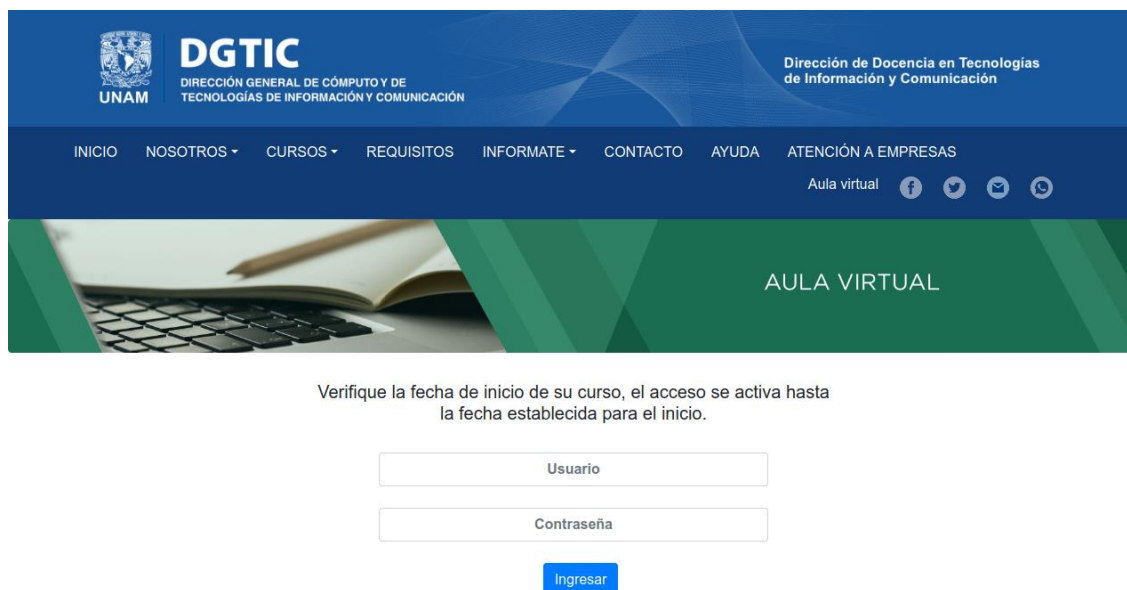 UNAM
DGTIC
DIRECCIÓN GENERAL DE CÓMPUTO Y DE
TECNOLOGÍAS DE INFORMACIÓN Y COMUNICACIÓN
Dirección de Docencia en Tecnologías
de Información y Comunicación
INICIO NOSOTROS CURSOS REQUISITOS INFORMATE CONTACTO AYUDA ATENCIÓN A EMPRESAS
Aula virtual
AULA VIRTUAL
Verifique la fecha de inicio de su curso, el acceso se activa hasta
la fecha establecida para el inicio.
Usuario
Contraseña
Ingresar